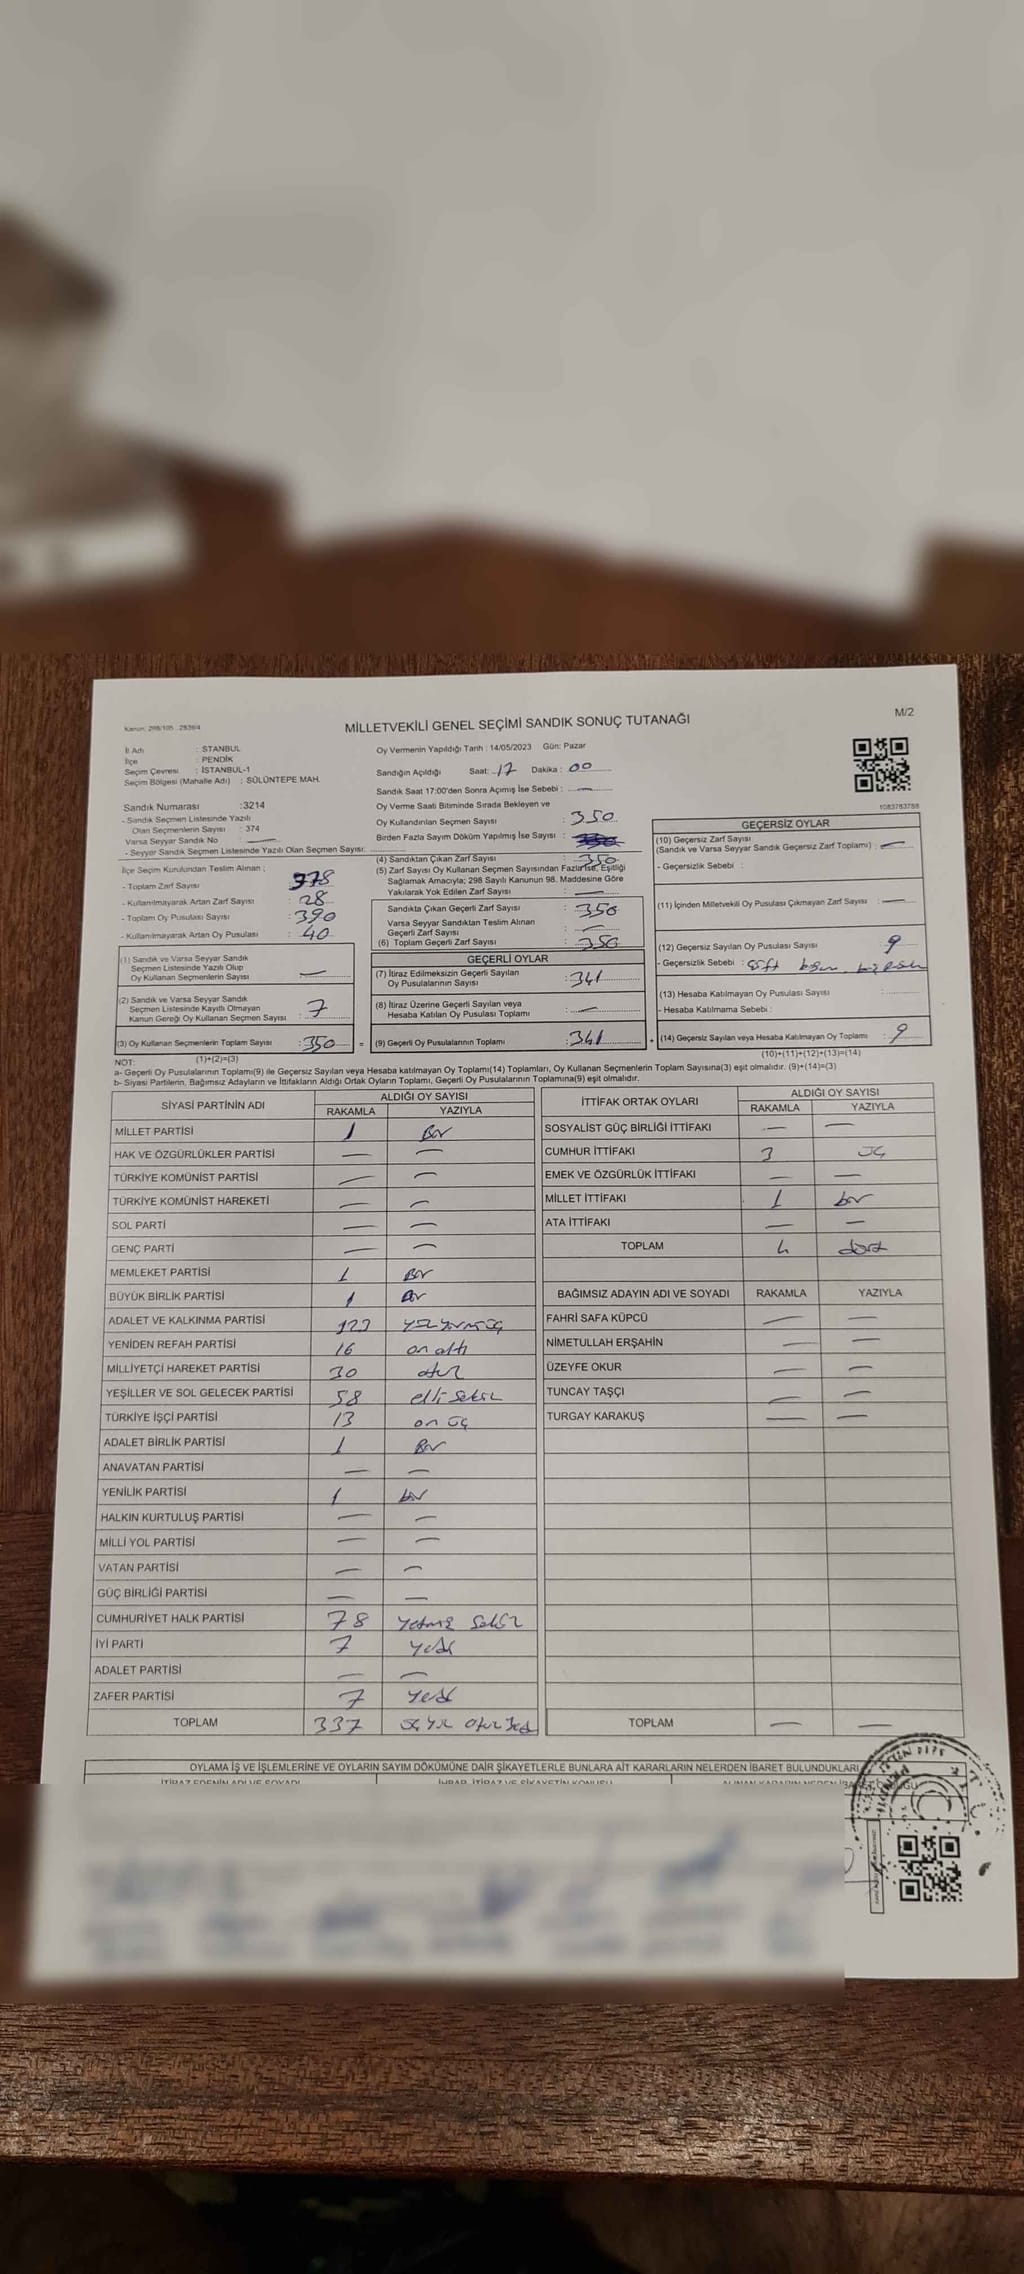 Kanun: 298/105 - 2839/4
MİLLETVEKİLİ GENEL SEÇİMİ SANDIK SONUÇ TUTANAĞI
M/2
İl Adı : STANBUL
İlçe : PENDİK
Seçim Çevresi : İSTANBUL-1
Seçim Bölgesi (Mahalle Adı) : SÜLÜNTEPE MAH.
Sandık Numarası :3214
- Sandık Seçmen Listesinde Yazılı
Olan Seçmenlerin Sayısı : 374
Varsa Seyyar Sandık No : —
- Seyyar Sandık Seçmen Listesinde Yazılı Olan Seçmen Sayısı:
İlçe Seçim Kurulundan Teslim Alınan ;
- Toplam Zarf Sayısı : 378
- Kullanılmayarak Artan Zarf Sayısı : 28
- Toplam Oy Pusulası Sayısı : 390
- Kullanılmayarak Artan Oy Pusulası : 40
(1) Sandık ve Varsa Seyyar Sandık
Seçmen Listesinde Yazılı Olup
Oy Kullanan Seçmenlerin Sayısı : —
(2) Sandık ve Varsa Seyyar Sandık
Seçmen Listesinde Kayıtlı Olmayan
Kanun Gereği Oy Kullanan Seçmen Sayısı : 7
(3) Oy Kullanan Seçmenlerin Toplam Sayısı :350 =
Oy Vermenin Yapıldığı Tarih : 14/05/2023 Gün: Pazar
Sandığın Açıldığı Saat: 17 Dakika : 00
Sandık Saat 17:00'den Sonra Açımış İse Sebebi : —
Oy Verme Saati Bitiminde Sırada Bekleyen ve
Oy Kullandırılan Seçmen Sayısı : 350
Birden Fazla Sayım Döküm Yapılmış İse Sayısı :
(4) Sandıktan Çıkan Zarf Sayısı : 350
(5) Zarf Sayısı Oy Kullanan Seçmen Sayısından Fazla İse, Eşitliği
Sağlamak Amacıyla; 298 Sayılı Kanunun 98. Maddesine Göre
Yakılarak Yok Edilen Zarf Sayısı : —
Sandıkta Çıkan Geçerli Zarf Sayısı : 350
Varsa Seyyar Sandıktan Teslim Alınan
Geçerli Zarf Sayısı : —
(6) Toplam Geçerli Zarf Sayısı : 350
GEÇERLİ OYLAR
(7) İtiraz Edilmeksizin Geçerli Sayılan
Oy Pusulalarının Sayısı : 341
(8) İtiraz Üzerine Geçerli Sayılan veya
Hesaba Katılan Oy Pusulası Toplamı : —
(9) Geçerli Oy Pusulalarının Toplamı : 341 +
1083783788
GEÇERSİZ OYLAR
(10) Geçersiz Zarf Sayısı
(Sandık ve Varsa Seyyar Sandık Geçersiz Zarf Toplamı) : —
- Geçersizlik Sebebi :
(11) İçinden Milletvekili Oy Pusulası Çıkmayan Zarf Sayısı : —
(12) Geçersiz Sayılan Oy Pusulası Sayısı : 9
- Geçersizlik Sebebi :
(13) Hesaba Katılmayan Oy Pusulası Sayısı :
- Hesaba Katılmama Sebebi :
(14) Geçersiz Sayılan veya Hesaba Katılmayan Oy Toplamı : 9
(1)+(2)=(3)
(10)+(11)+(12)+(13)=(14)
NOT:
a- Geçerli Oy Pusulalarının Toplamı(9) ile Geçersiz Sayılan veya Hesaba katılmayan Oy Toplamı(14) Toplamları, Oy Kullanan Seçmenlerin Toplam Sayısına(3) eşit olmalıdır. (9)+(14)=(3)
b- Siyasi Partilerin, Bağımsız Adayların ve İttifakların Aldığı Ortak Oyların Toplamı, Geçerli Oy Pusulalarının Toplamına(9) eşit olmalıdır.
SİYASİ PARTİNİN ADI ALDIĞI OY SAYISI
RAKAMLA YAZIYLA
MİLLET PARTİSİ 1 Bir
HAK VE ÖZGÜRLÜKLER PARTİSİ — —
TÜRKİYE KOMÜNİST PARTİSİ — —
TÜRKİYE KOMÜNİST HAREKETİ — —
SOL PARTİ — —
GENÇ PARTİ — —
MEMLEKET PARTİSİ 1 Bir
BÜYÜK BİRLİK PARTİSİ 1 Bir
ADALET VE KALKINMA PARTİSİ 123 yüzyirmiüç
YENİDEN REFAH PARTİSİ 16 on altı
MİLLİYETÇİ HAREKET PARTİSİ 30 otuz
YEŞİLLER VE SOL GELECEK PARTİSİ 58 elli sekiz
TÜRKİYE İŞÇİ PARTİSİ 13 on üç
ADALET BİRLİK PARTİSİ 1 Bir
ANAVATAN PARTİSİ — —
YENİLİK PARTİSİ 1 bir
HALKIN KURTULUŞ PARTİSİ — —
MİLLİ YOL PARTİSİ — —
VATAN PARTİSİ — —
GÜÇ BİRLİĞİ PARTİSİ — —
CUMHURİYET HALK PARTİSİ 78 yetmiş sekiz
İYİ PARTİ 7 yedi
ADALET PARTİSİ — —
ZAFER PARTİSİ 7 yedi
TOPLAM 337 üç yüz otuz yedi
İTTİFAK ORTAK OYLARI ALDIĞI OY SAYISI
RAKAMLA YAZIYLA
SOSYALİST GÜÇ BİRLİĞİ İTTİFAKI — —
CUMHUR İTTİFAKI 3 üç
EMEK VE ÖZGÜRLÜK İTTİFAKI — —
MİLLET İTTİFAKI 1 bir
ATA İTTİFAKI — —
TOPLAM 4 dört
BAĞIMSIZ ADAYIN ADI VE SOYADI RAKAMLA YAZIYLA
FAHRİ SAFA KÜPCÜ — —
NİMETULLAH ERŞAHİN — —
ÜZEYFE OKUR — —
TUNCAY TAŞÇI — —
TURGAY KARAKUŞ — —
TOPLAM — —
OYLAMA İŞ VE İŞLEMLERİNE VE OYLARIN SAYIM DÖKÜMÜNE DAİR ŞİKAYETLERLE BUNLARA AİT KARARLARIN NELERDEN İBARET BULUNDUKLARI